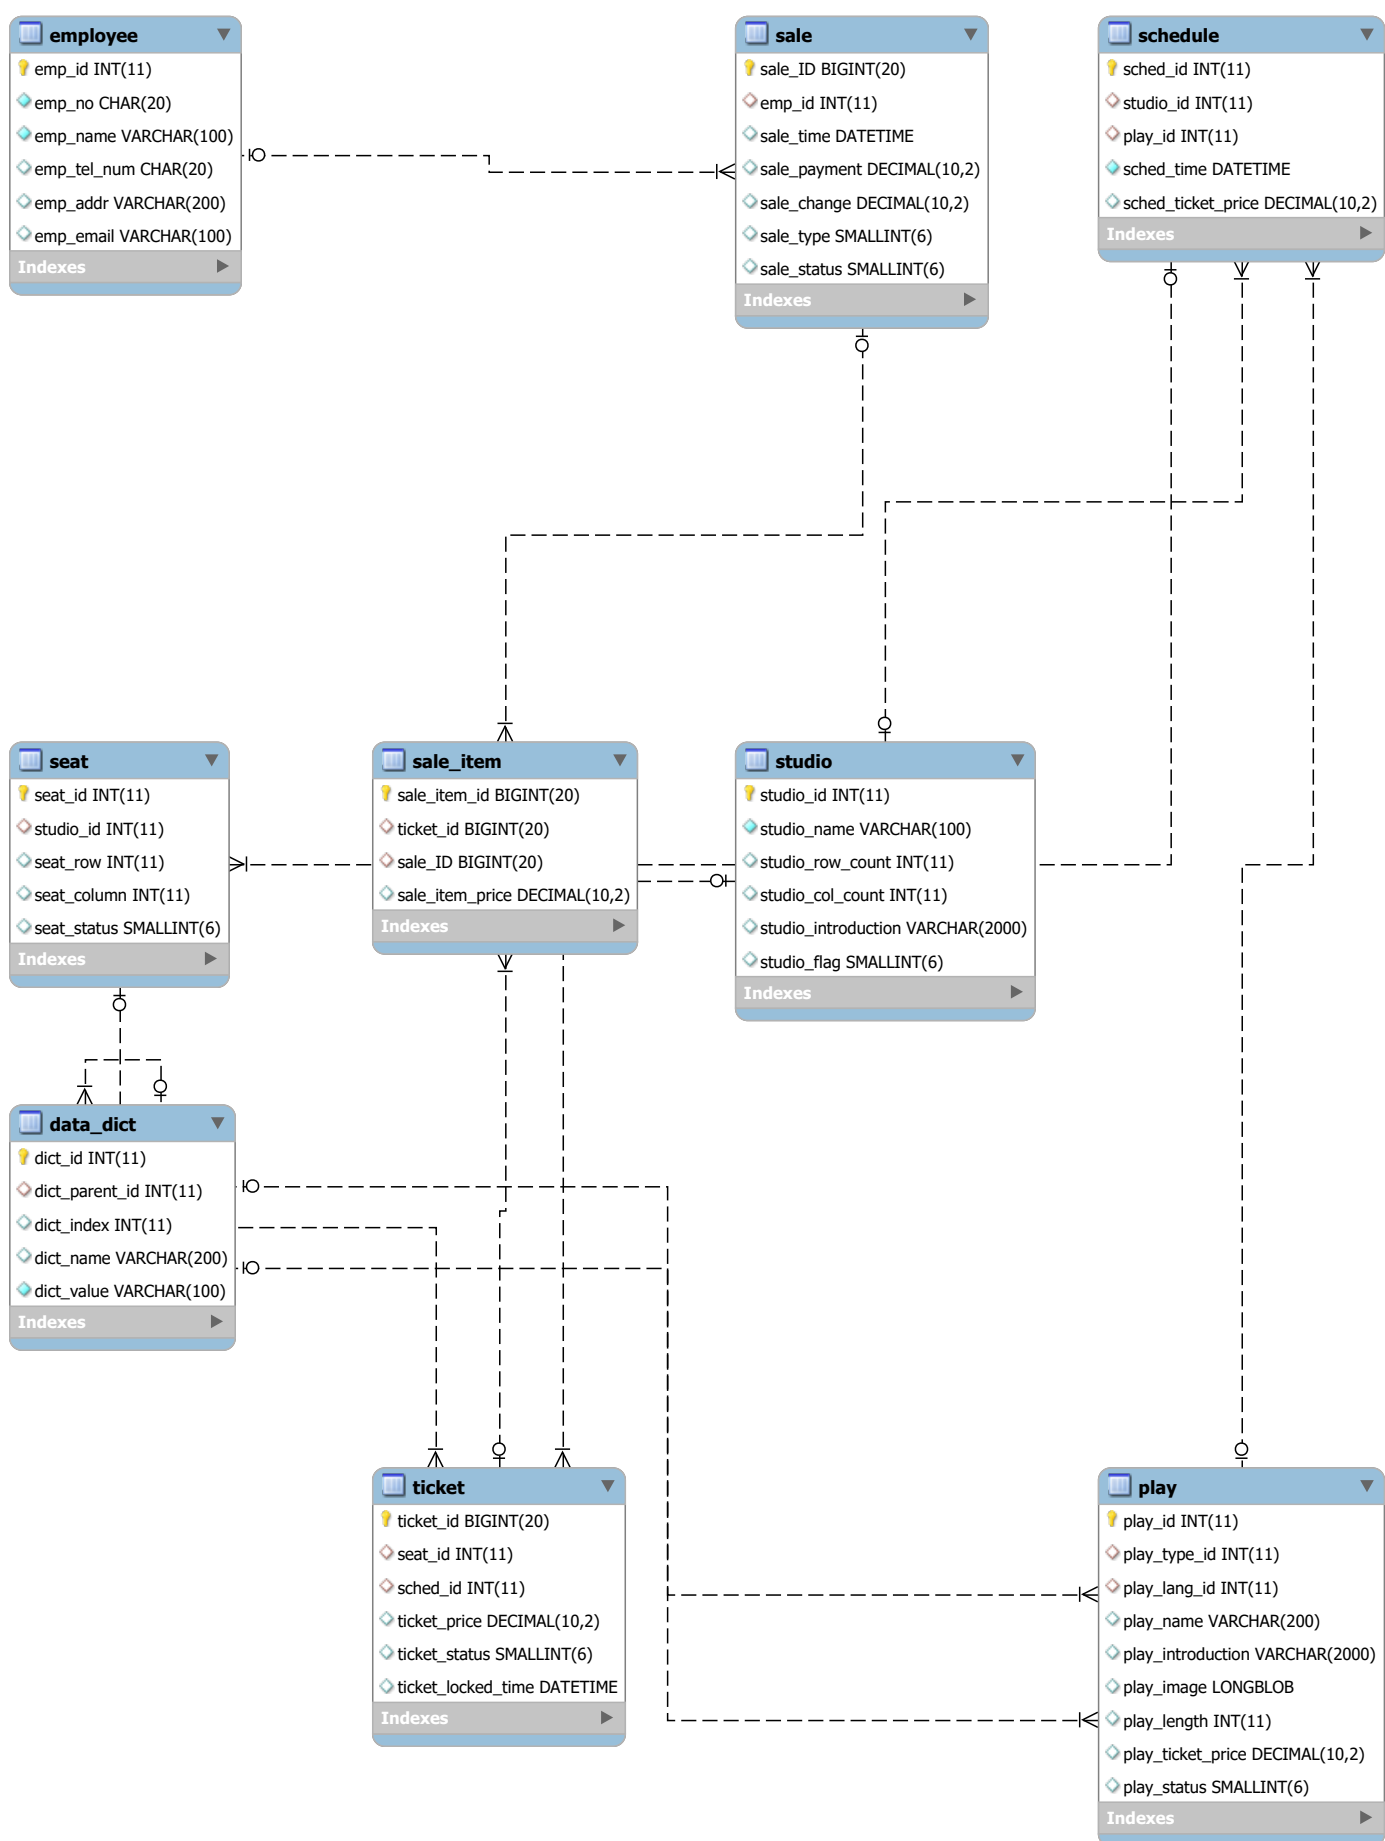 employee
emp_id INT(11)
emp_no CHAR(20)
emp_name VARCHAR(100)
emp_tel_num CHAR(20)
emp_addr VARCHAR(200)
emp_email VARCHAR(100)
Indexes
sale
sale_ID BIGINT(20)
emp_id INT(11)
sale_time DATETIME
sale_payment DECIMAL(10,2)
sale_change DECIMAL(10,2)
sale_type SMALLINT(6)
sale_status SMALLINT(6)
Indexes
schedule
sched_id INT(11)
studio_id INT(11)
play_id INT(11)
sched_time DATETIME
sched_ticket_price DECIMAL(10,2)
Indexes
seat
seat_id INT(11)
studio_id INT(11)
seat_row INT(11)
seat_column INT(11)
seat_status SMALLINT(6)
Indexes
sale_item
sale_item_id BIGINT(20)
ticket_id BIGINT(20)
sale_ID BIGINT(20)
sale_item_price DECIMAL(10,2)
Indexes
studio
studio_id INT(11)
studio_name VARCHAR(100)
studio_row_count INT(11)
studio_col_count INT(11)
studio_introduction VARCHAR(2000)
studio_flag SMALLINT(6)
Indexes
data_dict
dict_id INT(11)
dict_parent_id INT(11)
dict_index INT(11)
dict_name VARCHAR(200)
dict_value VARCHAR(100)
Indexes
ticket
ticket_id BIGINT(20)
seat_id INT(11)
sched_id INT(11)
ticket_price DECIMAL(10,2)
ticket_status SMALLINT(6)
ticket_locked_time DATETIME
Indexes
play
play_id INT(11)
play_type_id INT(11)
play_lang_id INT(11)
play_name VARCHAR(200)
play_introduction VARCHAR(2000)
play_image LONGBLOB
play_length INT(11)
play_ticket_price DECIMAL(10,2)
play_status SMALLINT(6)
Indexes